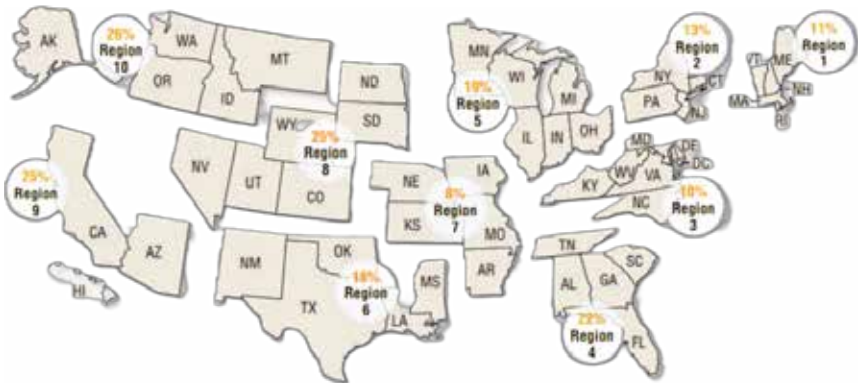 AK
26%
Region
10
WA
OR
ID
MT
ND
SD
WY
25%
Region
8
NV
UT
CO
25%
Region
9
CA
AZ
HI
NM
OK
TX
18%
Region
6
LA
MS
NE
IA
KS
MO
AR
8%
Region
7
MN
WI
MI
IL
IN
OH
Region
5
13%
Region
2
NY
PA
CT
NJ
11%
Region
1
VT
ME
NH
MA
RI
MD
DE
DC
WV
VA
KY
NC
10%
Region
3
TN
SC
AL
GA
FL
22%
Region
4